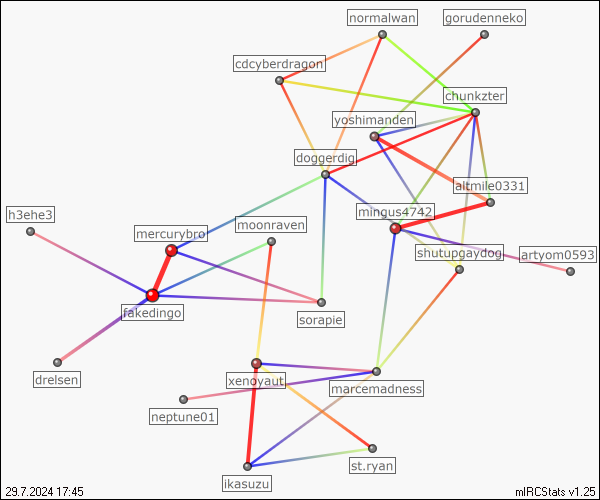 normalwan
gorudenneko
cdcyberdragon
chunkzter
yoshimanden
doggerdig
altmile0331
h3ehe3
mingus4742
moonraven
mercurybro
shutupgaydog
artyom0593
fakedingo
sorapie
drelsen
xenoyaut
marcemadness
neptune01
st.ryan
ikasuzu
29.7.2024 17:45
mIRCStats v1.25